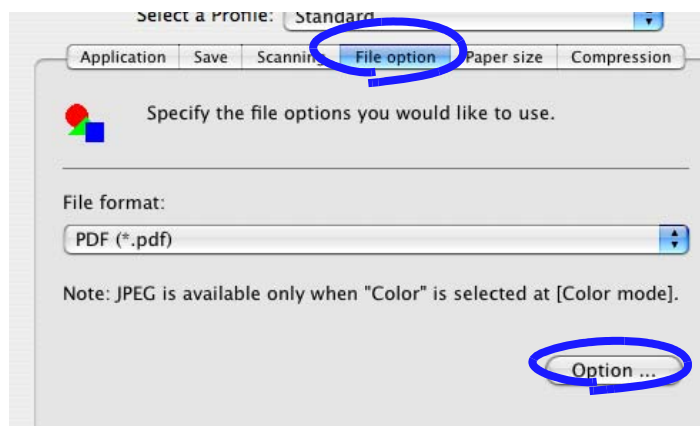 Select a Profile: Standard
Application Save Scanning File option Paper size Compression
Specify the file options you would like to use.
File format:
PDF (*.pdf)
Note: JPEG is available only when "Color" is selected at [Color mode].
Option ...